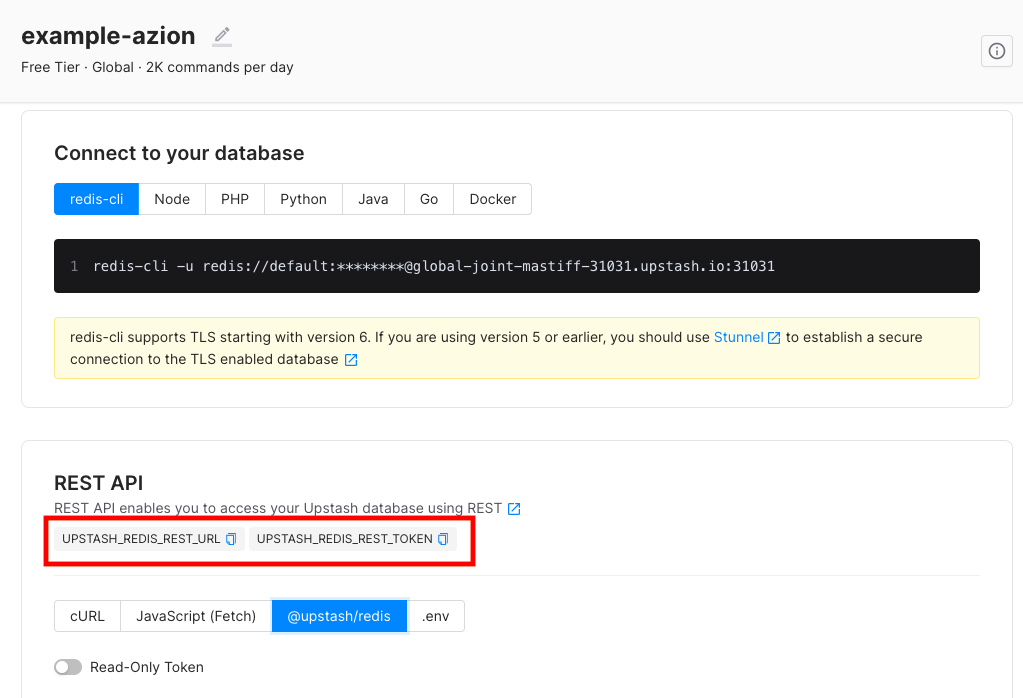 example-azion
Free Tier · Global · 2K commands per day
Connect to your database
redis-cli Node PHP Python Java Go Docker
1 redis-cli -u redis://default:********@global-joint-mastiff-31031.upstash.io:31031
redis-cli supports TLS starting with version 6. If you are using version 5 or earlier, you should use Stunnel to establish a secure
connection to the TLS enabled database
REST API
REST API enables you to access your Upstash database using REST
UPSTASH_REDIS_REST_URL UPSTASH_REDIS_REST_TOKEN
cURL JavaScript (Fetch) @upstash/redis .env
Read-Only Token